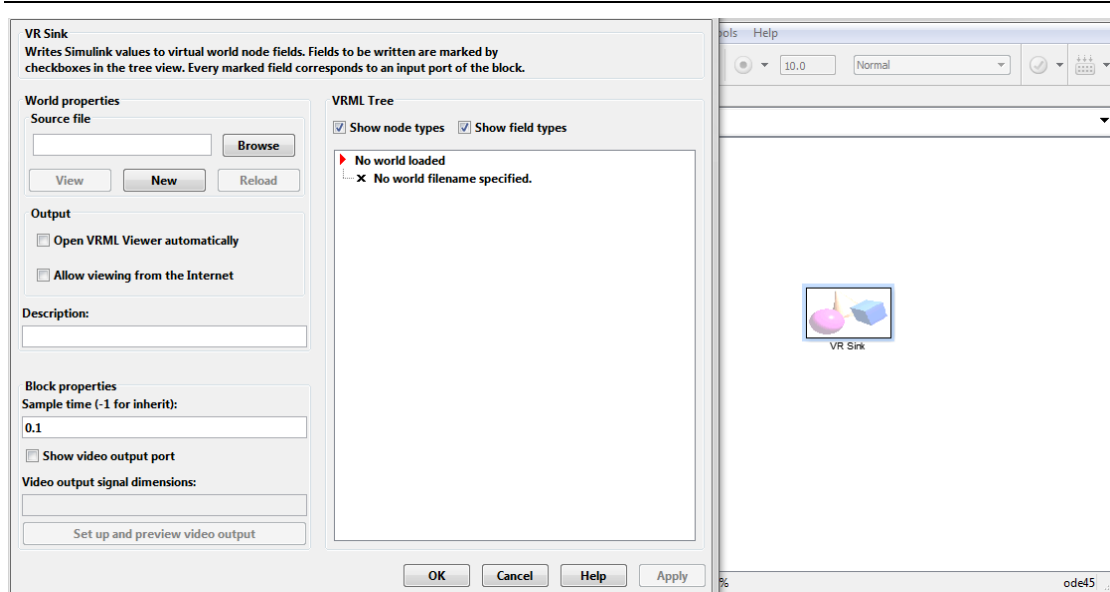 VR Sink
Writes Simulink values to virtual world node fields. Fields to be written are marked by
checkboxes in the tree view. Every marked field corresponds to an input port of the block.
World properties
Source file
Browse
View New Reload
Output
Open VRML Viewer automatically
Allow viewing from the Internet
Description:
Block properties
Sample time (-1 for inherit):
0.1
Show video output port
Video output signal dimensions:
Set up and preview video output
VRML Tree
Show node types Show field types
No world loaded
No world filename specified.
OK Cancel Help Apply
ools Help
10.0 Normal
VR Sink
% ode45